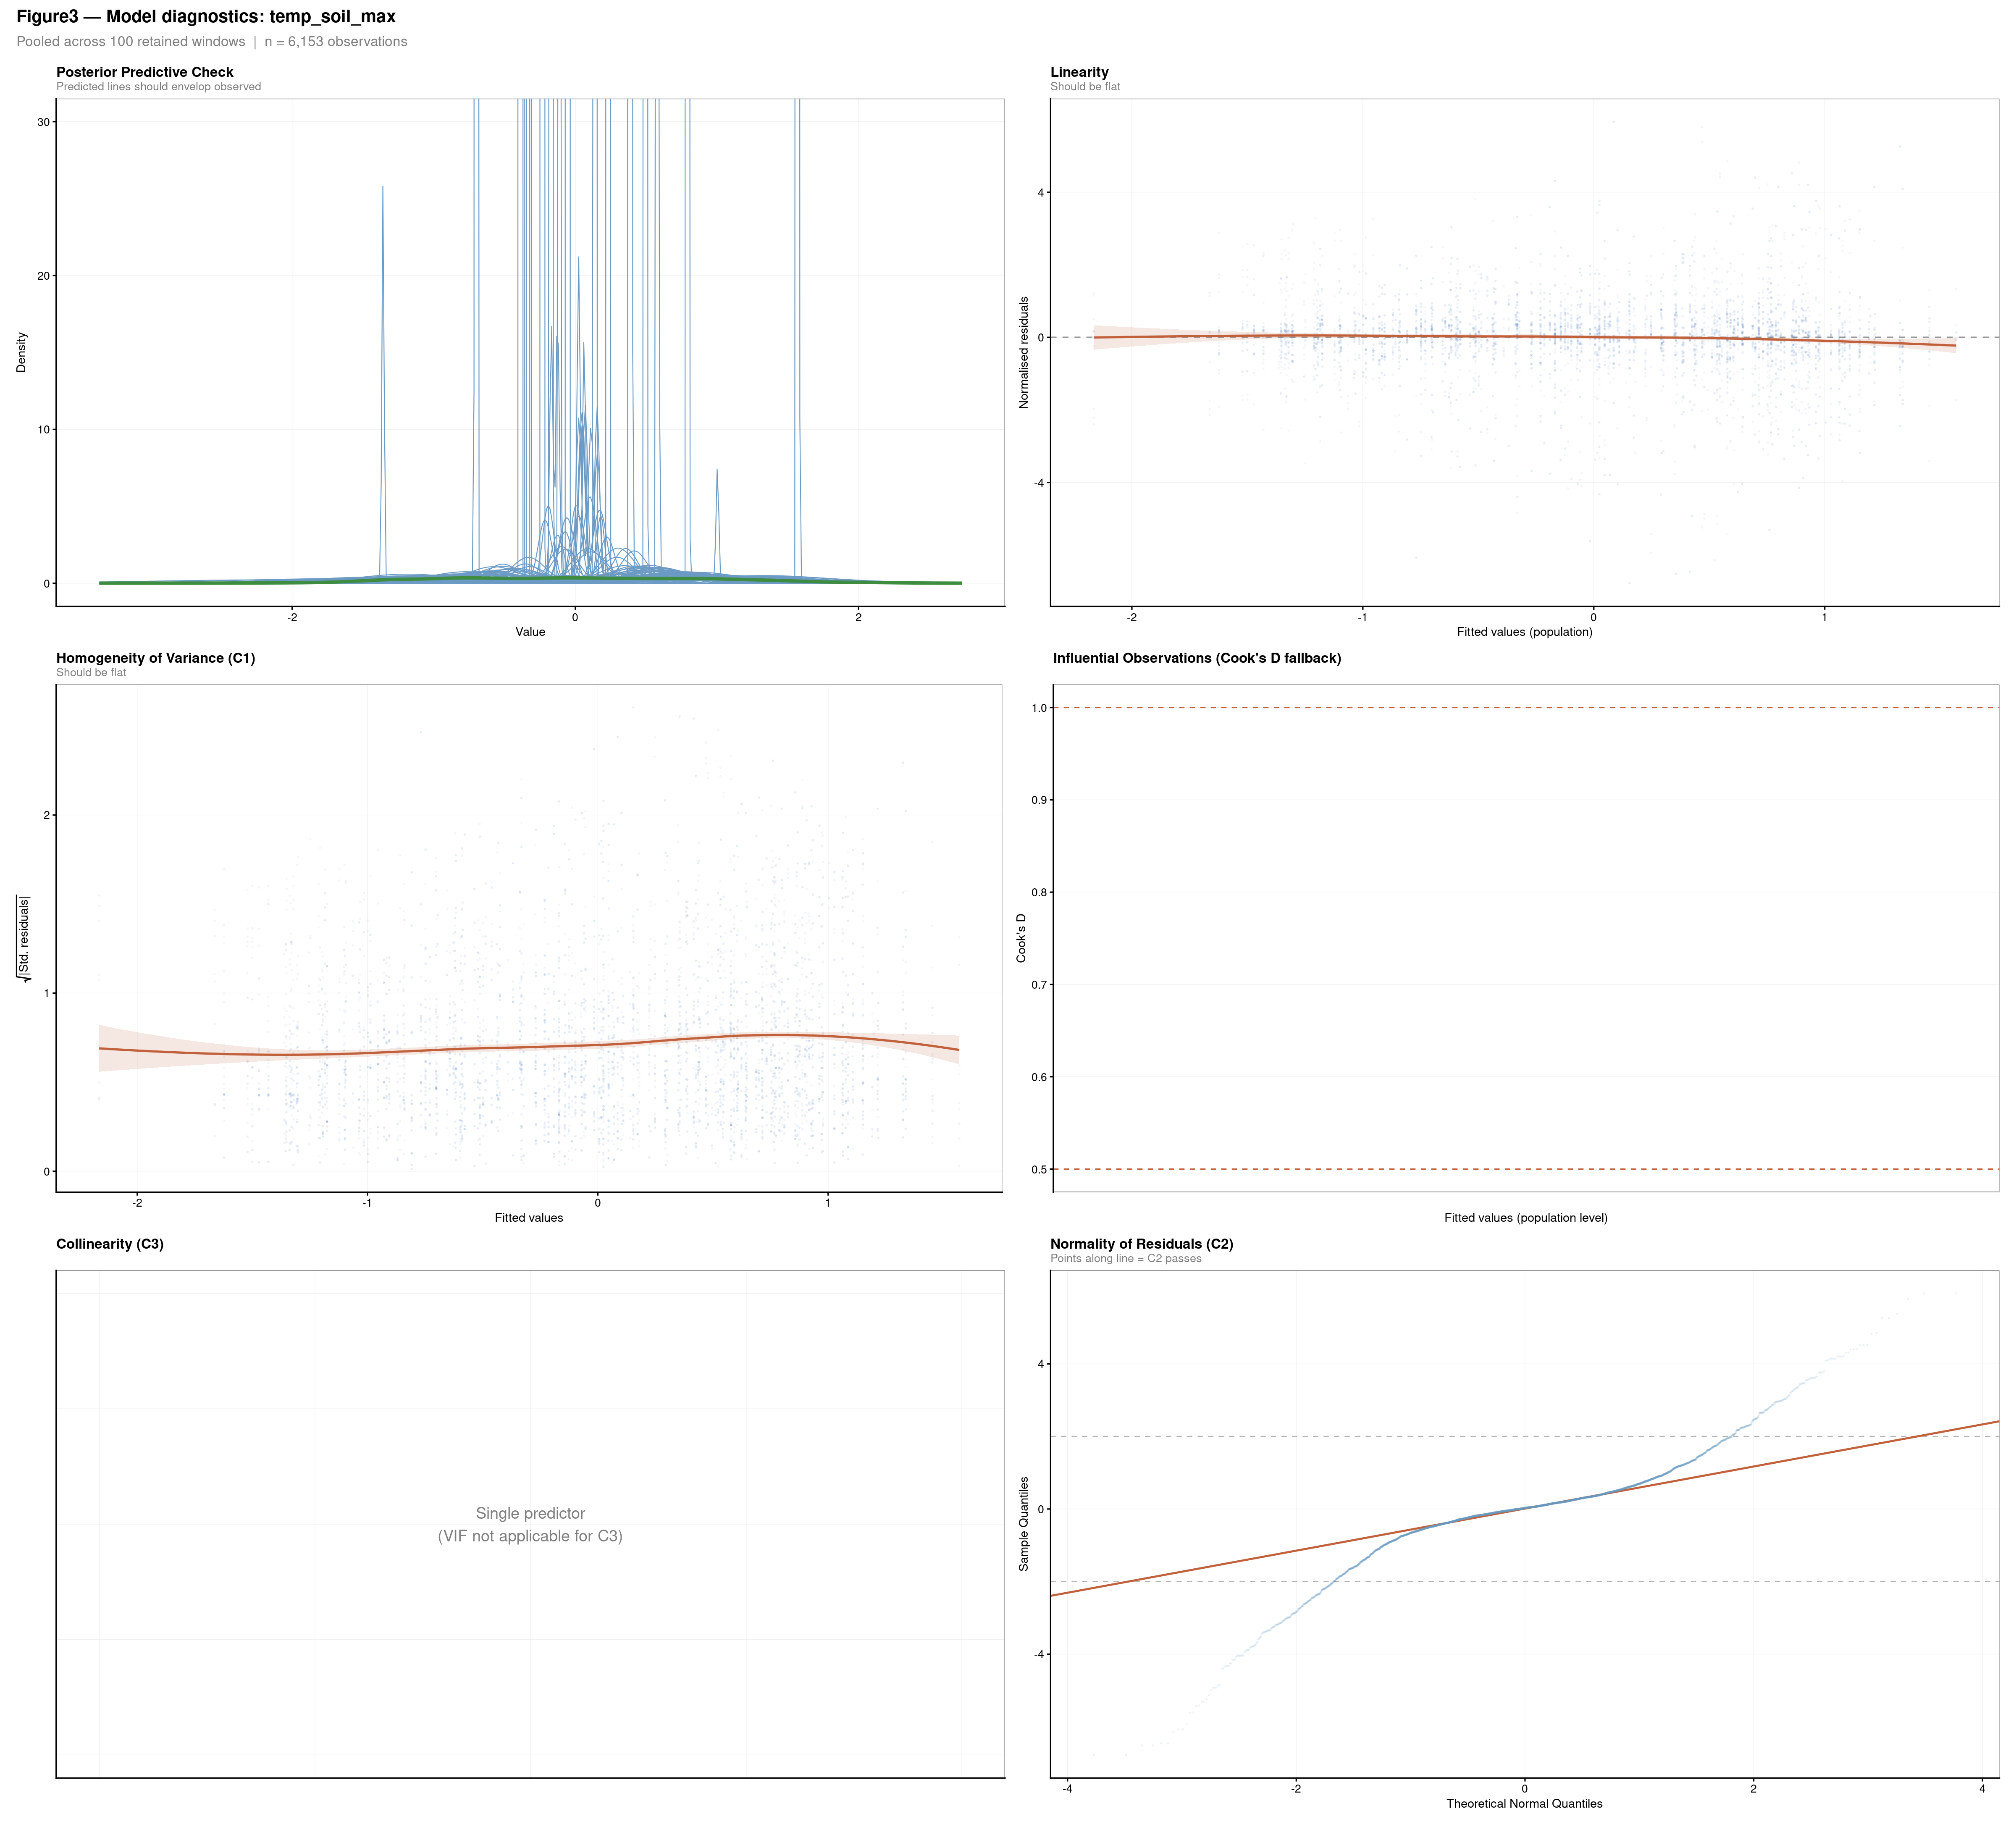 Figure3 — Model diagnostics: temp_soil_max
Pooled across 100 retained windows | n = 6,153 observations
Posterior Predictive Check
Predicted lines should envelop observed
30
20
10
0
Density
-2
0
2
Value
Linearity
Should be flat
4
0
-4
Normalised residuals
-2
-1
0
1
Fitted values (population)
Homogeneity of Variance (C1)
Should be flat
2
1
0
√|Std. residuals|
-2
-1
0
1
Fitted values
Influential Observations (Cook's D fallback)
1.0
0.9
0.8
0.7
0.6
0.5
Cook's D
Fitted values (population level)
Collinearity (C3)
Single predictor
(VIF not applicable for C3)
Normality of Residuals (C2)
Points along line = C2 passes
4
0
-4
Sample Quantiles
-4
-2
0
2
4
Theoretical Normal Quantiles